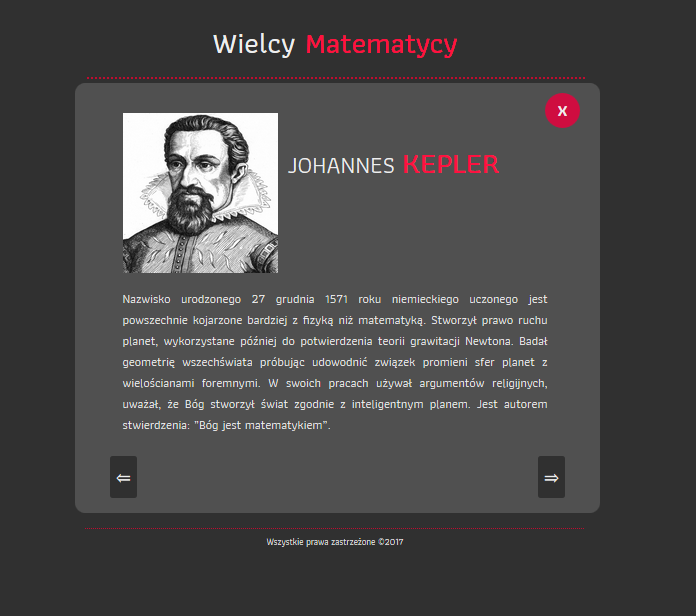 Wielcy Matematycy
X
JOHANNES KEPLER
Nazwisko urodzonego 27 grudnia 1571 roku niemieckiego uczonego jest
powszechnie kojarzone bardziej z fizyką niż matematyką. Stworzył prawo ruchu
planet, wykorzystane później do potwierdzenia teorii grawitacji Newtona. Badał
geometrię wszechświata próbując udowodnić związek promieni sfer planet z
wielościanami foremnymi. W swoich pracach używał argumentów religijnych,
uważał, że Bóg stworzył świat zgodnie z inteligentnym planem. Jest autorem
stwierdzenia: "Bóg jest matematykiem".
⇐ ⇒
Wszystkie prawa zastrzeżone ©2017